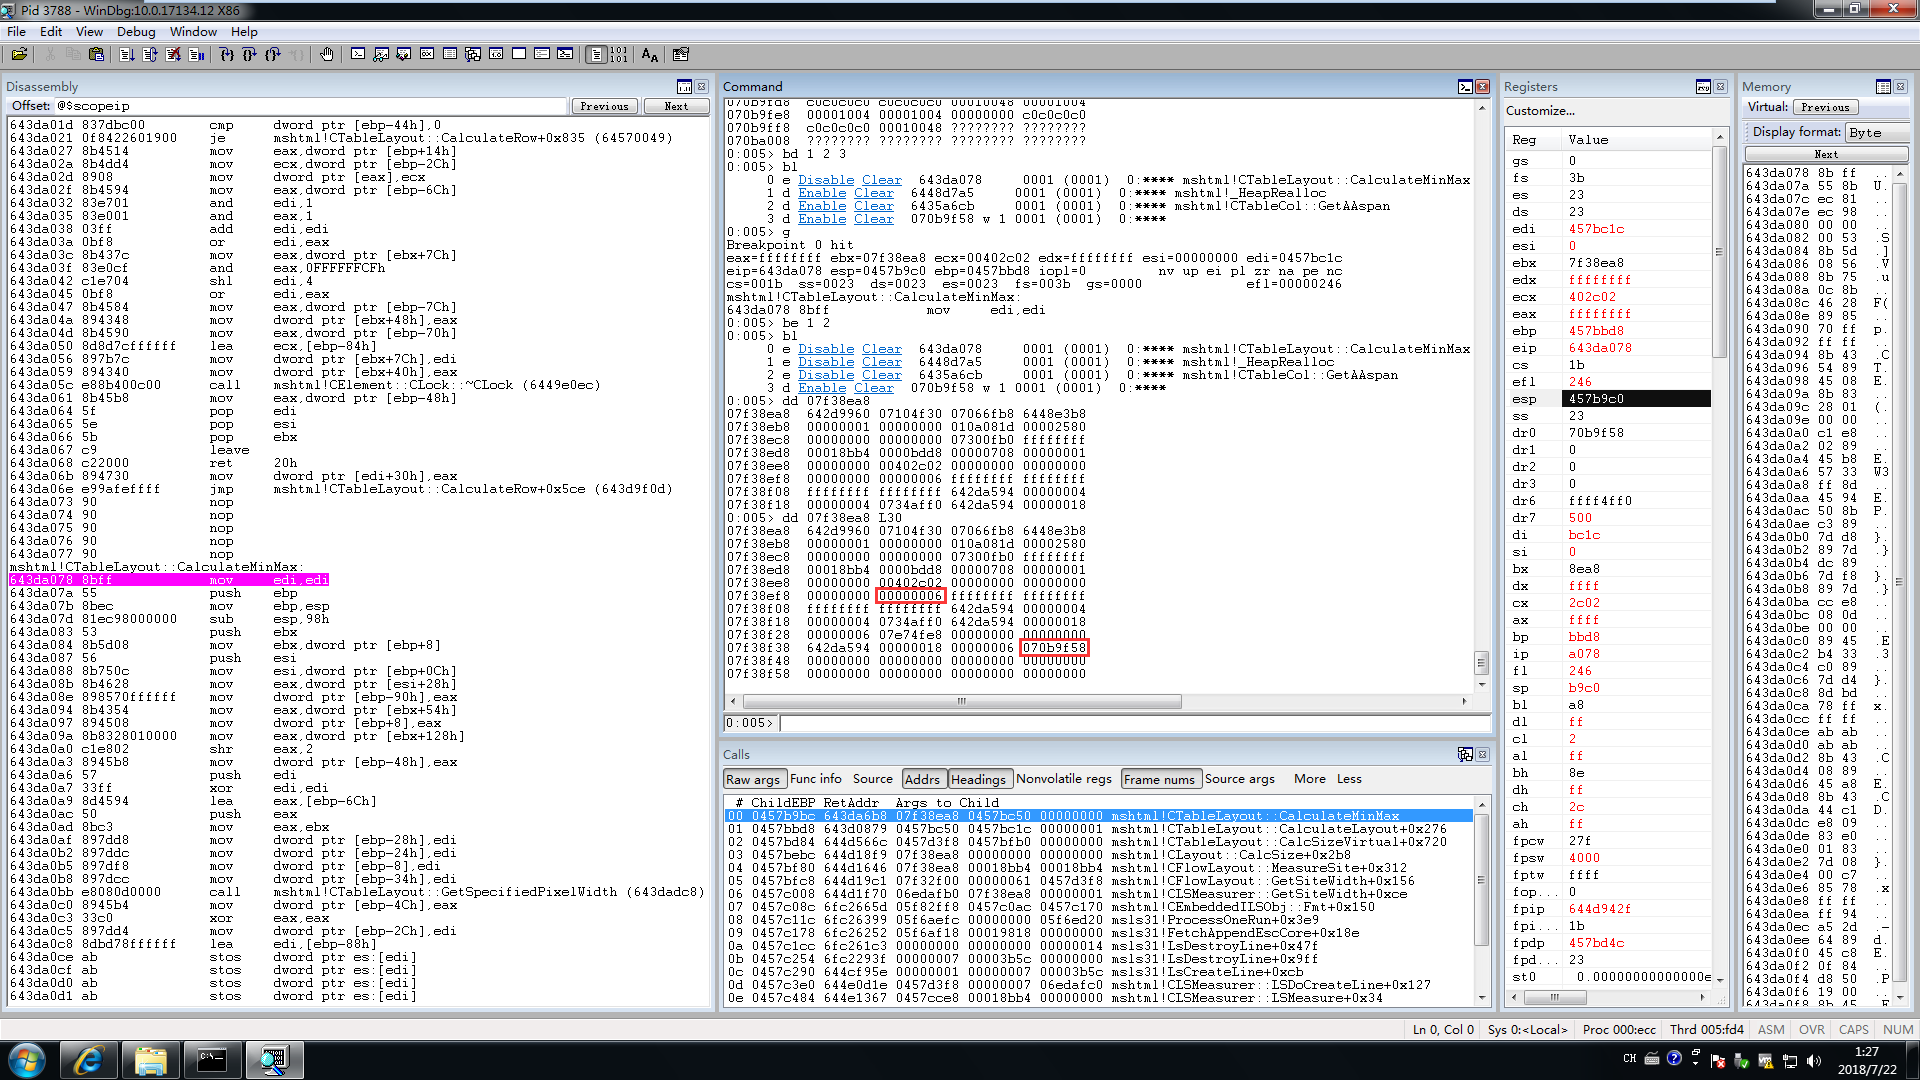 Pid 3788 - WinDbg:10.0.17134.12 X86
File Edit View Debug Window Help
Disassembly
Offset: @$scopeip Previous Next
643da01d 837dbc00 cmp dword ptr [ebp-44h],0
643da021 0f8422601900 je mshtml!CTableLayout::CalculateRow+0x835 (64570049)
643da027 8b4514 mov eax,dword ptr [ebp+14h]
643da02a 8b4dd4 mov ecx,dword ptr [ebp-2Ch]
643da02d 8908 mov dword ptr [eax],ecx
643da02f 8b4594 mov eax,dword ptr [ebp-6Ch]
643da032 83e701 and edi,1
643da035 83e001 and eax,1
643da038 03ff add edi,edi
643da03a 0bf8 or edi,eax
643da03c 8b437c mov eax,dword ptr [ebx+7Ch]
643da03f 83e0cf and eax,0FFFFFFCFh
643da042 c1e704 shl edi,4
643da045 0bf8 or edi,eax
643da047 8b4584 mov eax,dword ptr [ebp-7Ch]
643da04a 894348 mov dword ptr [ebx+48h],eax
643da04d 8b4590 mov eax,dword ptr [ebp-70h]
643da050 8d8d7cffffff lea ecx,[ebp-84h]
643da056 897b7c mov dword ptr [ebx+7Ch],edi
643da059 894340 mov dword ptr [ebx+40h],eax
643da05c e88b400c00 call mshtml!CElement::CLock::~CLock (6449e0ec)
643da061 8b45b8 mov eax,dword ptr [ebp-48h]
643da064 5f pop edi
643da065 5e pop esi
643da066 5b pop ebx
643da067 c9 leave
643da068 c22000 ret 20h
643da06b 894730 mov dword ptr [edi+30h],eax
643da06e e99afeffff jmp mshtml!CTableLayout::CalculateRow+0x5ce (643d9f0d)
643da073 90 nop
643da074 90 nop
643da075 90 nop
643da076 90 nop
643da077 90 nop
mshtml!CTableLayout::CalculateMinMax:
643da078 8bff mov edi,edi
643da07a 55 push ebp
643da07b 8bec mov ebp,esp
643da07d 81ec98000000 sub esp,98h
643da083 53 push ebx
643da084 8b5d08 mov ebx,dword ptr [ebp+8]
643da087 56 push esi
643da088 8b750c mov esi,dword ptr [ebp+0Ch]
643da08b 8b4628 mov eax,dword ptr [esi+28h]
643da08e 898570ffffff mov dword ptr [ebp-90h],eax
643da094 8b4354 mov eax,dword ptr [ebx+54h]
643da097 894508 mov dword ptr [ebp+8],eax
643da09a 8b8328010000 mov eax,dword ptr [ebx+128h]
643da0a0 c1e802 shr eax,2
643da0a3 8945b8 mov dword ptr [ebp-48h],eax
643da0a6 57 push edi
643da0a7 33ff xor edi,edi
643da0a9 8d4594 lea eax,[ebp-6Ch]
643da0ac 50 push eax
643da0ad 8bc3 mov eax,ebx
643da0af 897dd8 mov dword ptr [ebp-28h],edi
643da0b2 897ddc mov dword ptr [ebp-24h],edi
643da0b5 897df8 mov dword ptr [ebp-8],edi
643da0b8 897dcc mov dword ptr [ebp-34h],edi
643da0bb e8080d0000 call mshtml!CTableLayout::GetSpecifiedPixelWidth (643dadc8)
643da0c0 8945b4 mov dword ptr [ebp-4Ch],eax
643da0c3 33c0 xor eax,eax
643da0c5 897dd4 mov dword ptr [ebp-2Ch],edi
643da0c8 8dbd78ffffff lea edi,[ebp-88h]
643da0ce ab stos dword ptr es:[edi]
643da0cf ab stos dword ptr es:[edi]
643da0d0 ab stos dword ptr es:[edi]
643da0d1 ab stos dword ptr es:[edi]
Command
070b9fd8 c0c0c0c0 c0c0c0c0 00010048 00001004
070b9fe8 00001004 00001004 00000000 c0c0c0c0
070b9ff8 c0c0c0c0 00010048 ???????? ????????
070ba008 ???????? ???????? ???????? ????????
0:005> bd 1 2 3
0:005> bl
0 e Disable Clear 643da078 0001 (0001) 0:**** mshtml!CTableLayout::CalculateMinMax
1 d Enable Clear 6448d7a5 0001 (0001) 0:**** mshtml!_HeapRealloc
2 d Enable Clear 6435a6cb 0001 (0001) 0:**** mshtml!CTableCol::GetAAspan
3 d Enable Clear 070b9f58 w 1 0001 (0001) 0:****
0:005> g
Breakpoint 0 hit
eax=ffffffff ebx=07f38ea8 ecx=00402c02 edx=ffffffff esi=00000000 edi=0457bc1c
eip=643da078 esp=0457b9c0 ebp=0457bbd8 iopl=0 nv up ei pl zr na pe nc
cs=001b ss=0023 ds=0023 es=0023 fs=003b gs=0000 efl=00000246
mshtml!CTableLayout::CalculateMinMax:
643da078 8bff mov edi,edi
0:005> be 1 2
0:005> bl
0 e Disable Clear 643da078 0001 (0001) 0:**** mshtml!CTableLayout::CalculateMinMax
1 e Disable Clear 6448d7a5 0001 (0001) 0:**** mshtml!_HeapRealloc
2 e Disable Clear 6435a6cb 0001 (0001) 0:**** mshtml!CTableCol::GetAAspan
3 d Enable Clear 070b9f58 w 1 0001 (0001) 0:****
0:005> dd 07f38ea8
07f38ea8 642d9960 07104f30 07066fb8 6448e3b8
07f38eb8 00000001 00000000 010a081d 00002580
07f38ec8 00000000 00000000 07300fb0 ffffffff
07f38ed8 00018bb4 0000bdd8 00000708 00000001
07f38ee8 00000000 00402c02 00000000 00000000
07f38ef8 00000000 00000006 ffffffff ffffffff
07f38f08 ffffffff ffffffff 642da594 00000004
07f38f18 00000004 0734aff0 642da594 00000018
0:005> dd 07f38ea8 L30
07f38ea8 642d9960 07104f30 07066fb8 6448e3b8
07f38eb8 00000001 00000000 010a081d 00002580
07f38ec8 00000000 00000000 07300fb0 ffffffff
07f38ed8 00018bb4 0000bdd8 00000708 00000001
07f38ee8 00000000 00402c02 00000000 00000000
07f38ef8 00000000 00000006 ffffffff ffffffff
07f38f08 ffffffff ffffffff 642da594 00000004
07f38f18 00000004 0734aff0 642da594 00000018
07f38f28 00000006 07e74fe8 00000000 00000000
07f38f38 642da594 00000018 00000006 070b9f58
07f38f48 00000000 00000000 00000000 00000000
07f38f58 00000000 00000000 00000000 00000000
0:005>
Calls
Raw args Func info Source Addrs Headings Nonvolatile regs Frame nums Source args More Less
# ChildEBP RetAddr Args to Child
00 0457b9bc 643da6b8 07f38ea8 0457bc50 00000000 mshtml!CTableLayout::CalculateMinMax
01 0457bbd8 643d0879 0457bc50 0457bc1c 00000001 mshtml!CTableLayout::CalculateLayout+0x276
02 0457bd84 644d566c 0457d3f8 0457bfb0 00000000 mshtml!CTableLayout::CalcSizeVirtual+0x720
03 0457bebc 644d18f9 07f38ea8 00000000 00000000 mshtml!CLayout::CalcSize+0x2b8
04 0457bf80 644d1646 07f38ea8 00018bb4 00018bb4 mshtml!CFlowLayout::MeasureSite+0x312
05 0457bfc8 644d19c1 07f32f00 00000061 0457d3f8 mshtml!CFlowLayout::GetSiteWidth+0x156
06 0457c008 644d1f70 06edafb0 07f38ea8 00000001 mshtml!CLSMeasurer::GetSiteWidth+0xce
07 0457c08c 6fc2665d 05f82ff8 0457c0ac 0457c170 mshtml!CEmbeddedILSObj::Fmt+0x150
08 0457c11c 6fc26399 05f6aefc 00000000 05f6ed20 msls31!ProcessOneRun+0x3e9
09 0457c178 6fc26252 05f6af18 00019818 00000000 msls31!FetchAppendEscCore+0x18e
0a 0457c1cc 6fc261c3 00000000 00000000 00000014 msls31!LsDestroyLine+0x47f
0b 0457c254 6fc2293f 00000007 00003b5c 00000000 msls31!LsDestroyLine+0x9ff
0c 0457c290 644cf95e 00000001 00000007 00003b5c msls31!LsCreateLine+0xcb
0d 0457c3e0 644e0d1e 0457d3f8 00000007 06edafc0 mshtml!CLSMeasurer::LSDoCreateLine+0x127
0e 0457c484 644e1367 0457cce8 00018bb4 00000000 mshtml!CLSMeasurer::LSMeasure+0x34
Registers
Customize...
Reg Value
gs 0
fs 3b
es 23
ds 23
edi 457bc1c
esi 0
ebx 7f38ea8
edx ffffffff
ecx 402c02
eax ffffffff
ebp 457bbd8
eip 643da078
cs 1b
efl 246
esp 457b9c0
ss 23
dr0 70b9f58
dr1 0
dr2 0
dr3 0
dr6 ffff4ff0
dr7 500
di bc1c
si 0
bx 8ea8
dx ffff
cx 2c02
ax ffff
bp bbd8
ip a078
fl 246
sp b9c0
bl a8
dl ff
cl 2
al ff
bh 8e
dh ff
ch 2c
ah ff
fpcw 27f
fpsw 4000
fptw ffff
fop... 0
fpip 644d942f
fpi... 1b
fpdp 457bd4c
fpd... 23
st0 0.00000000000000e
Memory
Virtual: Previous
Display format: Byte
Next
643da078 8b ff ..
643da07a 55 8b U.
643da07c ec 81 ..
643da07e ec 98 ..
643da080 00 00 ..
643da082 00 53 .S
643da084 8b 5d .]
643da086 08 56 .V
643da088 8b 75 .u
643da08a 0c 8b ..
643da08c 46 28 F(
643da08e 89 85 ..
643da090 70 ff p.
643da092 ff ff ..
643da094 8b 43 .C
643da096 54 89 T.
643da098 45 08 E.
643da09a 8b 83 ..
643da09c 28 01 (.
643da09e 00 00 ..
643da0a0 c1 e8 ..
643da0a2 02 89 ..
643da0a4 45 b8 E.
643da0a6 57 33 W3
643da0a8 ff 8d ..
643da0aa 45 94 E.
643da0ac 50 8b P.
643da0ae c3 89 ..
643da0b0 7d d8 }.
643da0b2 89 7d .}
643da0b4 dc 89 ..
643da0b6 7d f8 }.
643da0b8 89 7d .}
643da0ba cc e8 ..
643da0bc 08 0d ..
643da0be 00 00 ..
643da0c0 89 45 .E
643da0c2 b4 33 .3
643da0c4 c0 89 ..
643da0c6 7d d4 }.
643da0c8 8d bd ..
643da0ca 78 ff x.
643da0cc ff ff ..
643da0ce ab ab ..
643da0d0 ab ab ..
643da0d2 8b 43 .C
643da0d4 08 89 ..
643da0d6 45 a8 E.
643da0d8 8b 43 .C
643da0da 44 c1 D.
643da0dc e8 09 ..
643da0de 83 e0 ..
643da0e0 01 83 ..
643da0e2 7d 08 }.
643da0e4 00 c7 ..
643da0e6 85 78 .x
643da0e8 ff ff ..
643da0ea ff 94 ..
643da0ec a5 2d .-
643da0ee 64 89 d.
643da0f0 45 c8 E.
643da0f2 0f 84 ..
643da0f4 d8 50 .P
643da0f6 19 00 ..
Ln 0, Col 0 Sys 0:<Local> Proc 000:ecc Thrd 005:fd4 ASM OVR CAPS NUM
CH
1:27
2018/7/22